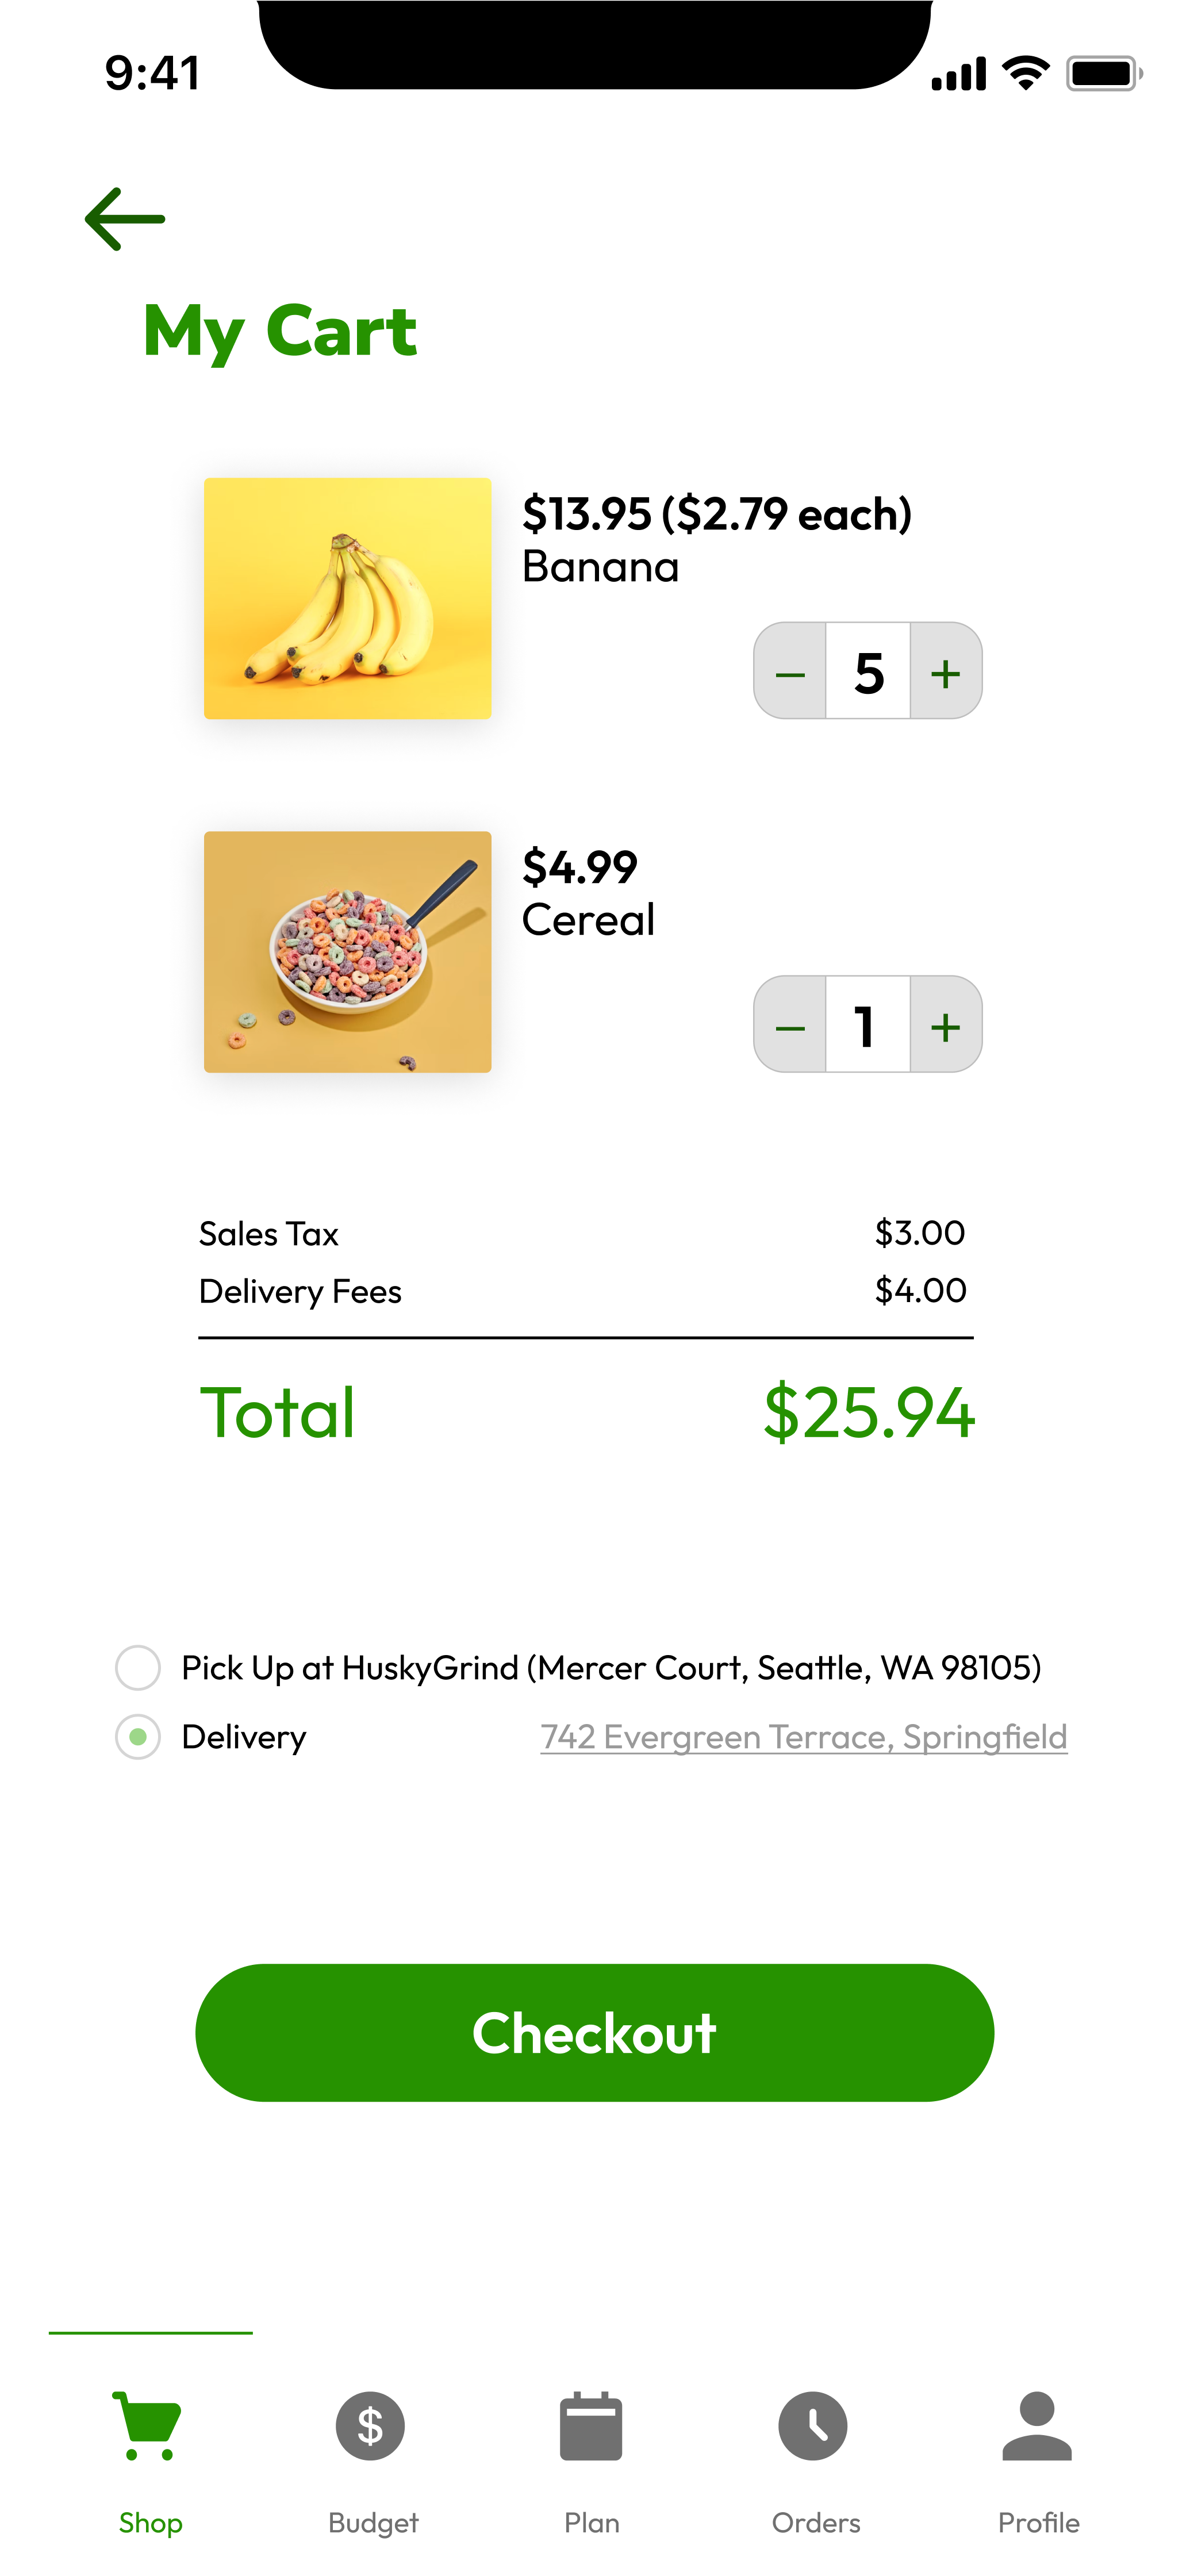 9:41
My Cart
$13.95 ($2.79 each)
Banana
– 5 +
$4.99
Cereal
– 1 +
Sales Tax $3.00
Delivery Fees $4.00
Total $25.94
Pick Up at HuskyGrind (Mercer Court, Seattle, WA 98105)
Delivery 742 Evergreen Terrace, Springfield
Checkout
$
Shop Budget Plan Orders Profile